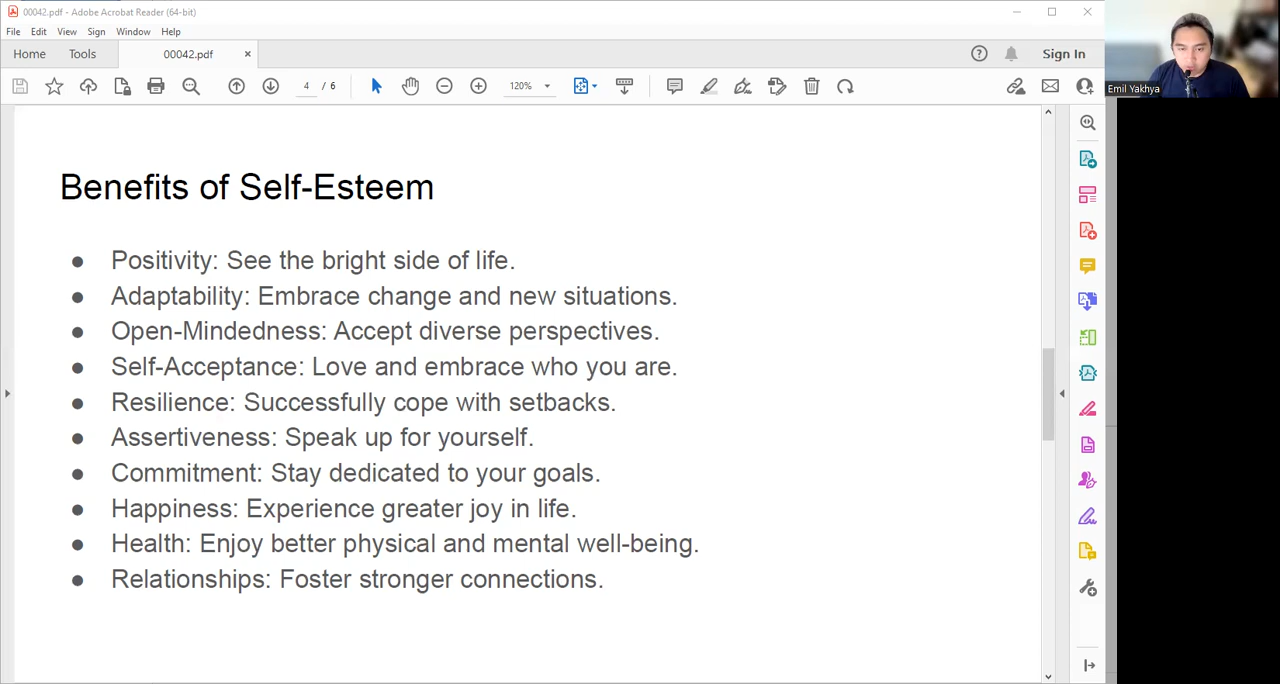 00042.pdf - Adobe Acrobat Reader (64-bit)
File Edit View Sign Window Help
Home Tools 00042.pdf × Sign In
4 / 6 120%
Emil Yakhya
Benefits of Self-Esteem
● Positivity: See the bright side of life.
● Adaptability: Embrace change and new situations.
● Open-Mindedness: Accept diverse perspectives.
● Self-Acceptance: Love and embrace who you are.
● Resilience: Successfully cope with setbacks.
● Assertiveness: Speak up for yourself.
● Commitment: Stay dedicated to your goals.
● Happiness: Experience greater joy in life.
● Health: Enjoy better physical and mental well-being.
● Relationships: Foster stronger connections.